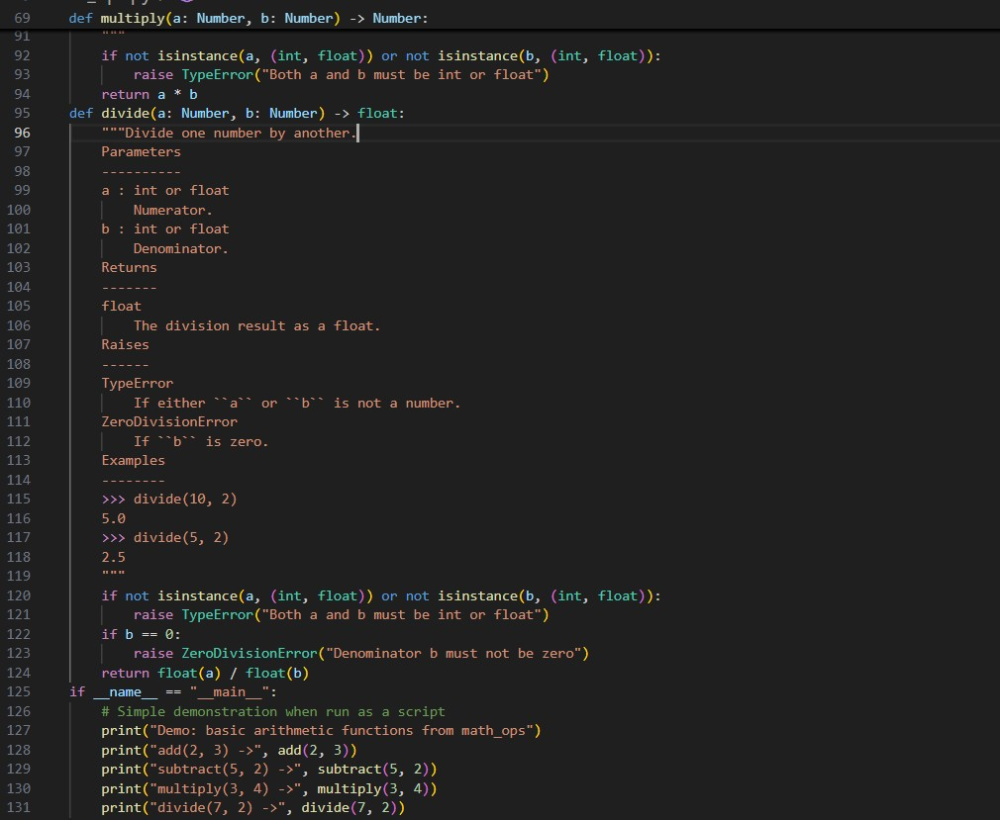 69 def multiply(a: Number, b: Number) -> Number:
91 """
92 if not isinstance(a, (int, float)) or not isinstance(b, (int, float)):
93 raise TypeError("Both a and b must be int or float")
94 return a * b
95 def divide(a: Number, b: Number) -> float:
96 """Divide one number by another.
97 Parameters
98 ----------
99 a : int or float
100 Numerator.
101 b : int or float
102 Denominator.
103 Returns
104 -------
105 float
106 The division result as a float.
107 Raises
108 ------
109 TypeError
110 If either ``a`` or ``b`` is not a number.
111 ZeroDivisionError
112 If ``b`` is zero.
113 Examples
114 --------
115 >>> divide(10, 2)
116 5.0
117 >>> divide(5, 2)
118 2.5
119 """
120 if not isinstance(a, (int, float)) or not isinstance(b, (int, float)):
121 raise TypeError("Both a and b must be int or float")
122 if b == 0:
123 raise ZeroDivisionError("Denominator b must not be zero")
124 return float(a) / float(b)
125 if __name__ == "__main__":
126 # Simple demonstration when run as a script
127 print("Demo: basic arithmetic functions from math_ops")
128 print("add(2, 3) ->", add(2, 3))
129 print("subtract(5, 2) ->", subtract(5, 2))
130 print("multiply(3, 4) ->", multiply(3, 4))
131 print("divide(7, 2) ->", divide(7, 2))